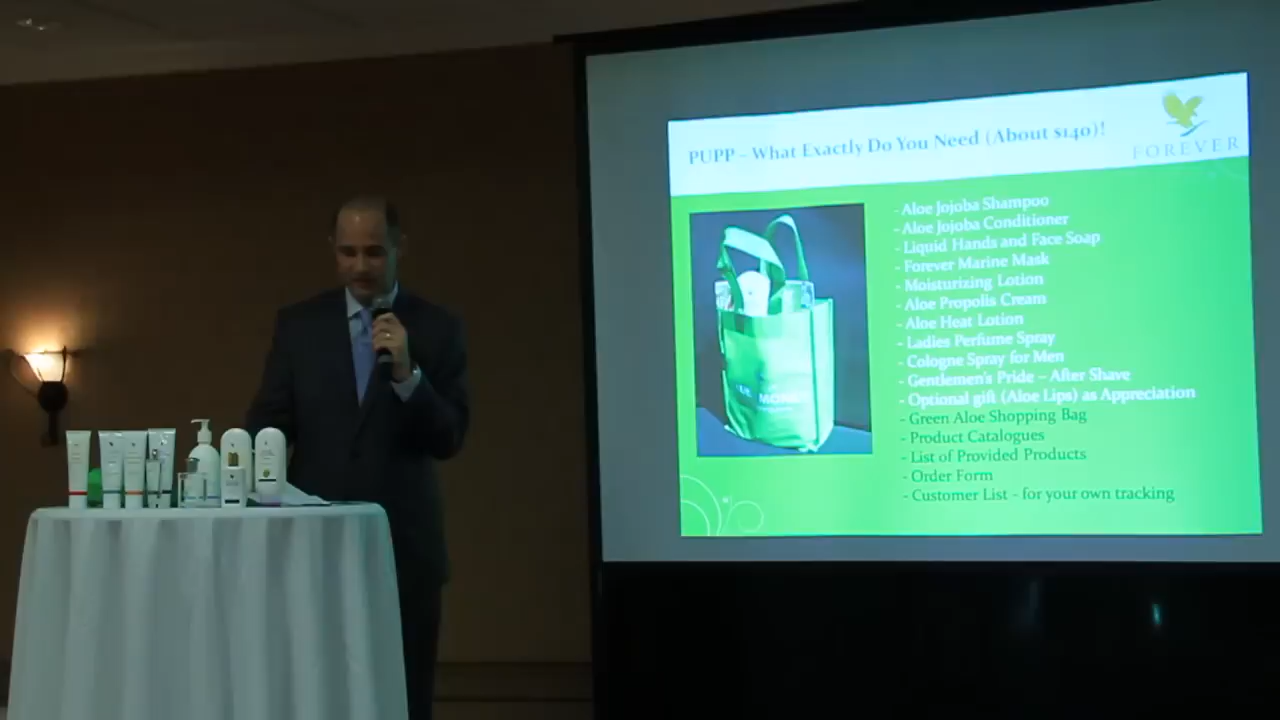 PUPP – What Exactly Do You Need (About $140)!
FOREVER
- Aloe Jojoba Shampoo
- Aloe Jojoba Conditioner
- Liquid Hands and Face Soap
- Forever Marine Mask
- Moisturizing Lotion
- Aloe Propolis Cream
- Aloe Heat Lotion
- Ladies Perfume Spray
- Cologne Spray for Men
- Gentlemen's Pride – After Shave
- Optional gift (Aloe Lips) as Appreciation
- Green Aloe Shopping Bag
- Product Catalogues
- List of Provided Products
- Order Form
- Customer List - for your own tracking